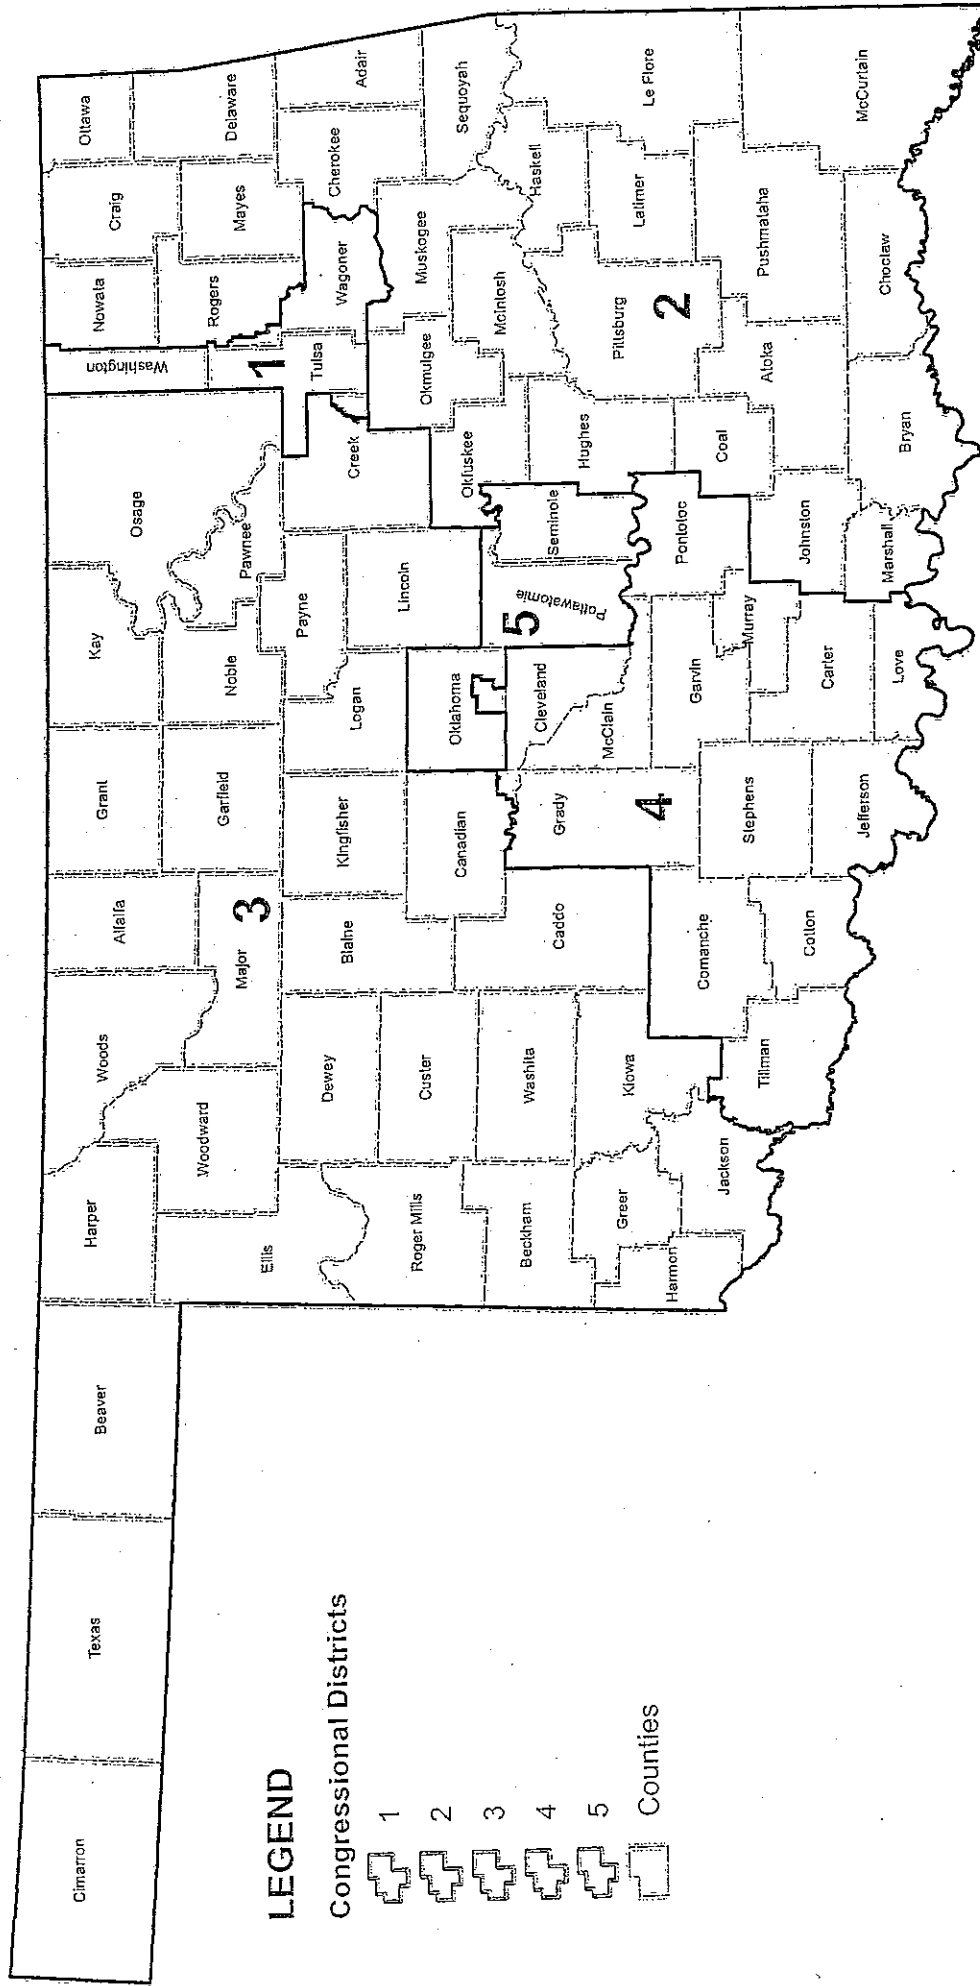 Cimarron
Texas
Beaver
Harper
Woods
Alfalfa
Grant
Kay
Osage
Washington
Nowata
Craig
Ottawa
Ellis
Woodward
Major
Garfield
Noble
Pawnee
Rogers
Mayes
Delaware
3
1
Tulsa
Wagoner
Cherokee
Adair
Roger Mills
Dewey
Blaine
Kingfisher
Logan
Payne
Creek
Custer
Canadian
Oklahoma
Lincoln
Okfuskee
Okmulgee
Muskogee
McIntosh
Sequoyah
Haskell
Beckham
Washita
Caddo
Grady
Cleveland
McClain
5
Pottawatomie
Seminole
Hughes
Pittsburg
2
Latimer
Le Flore
Harmon
Greer
Kiowa
Jackson
Comanche
4
Garvin
Pontotoc
Coal
Tillman
Cotton
Stephens
Jefferson
Murray
Carter
Love
Johnston
Marshall
Atoka
Bryan
Pushmataha
Choctaw
McCurtain
LEGEND
Congressional Districts
1
2
3
4
5
Counties